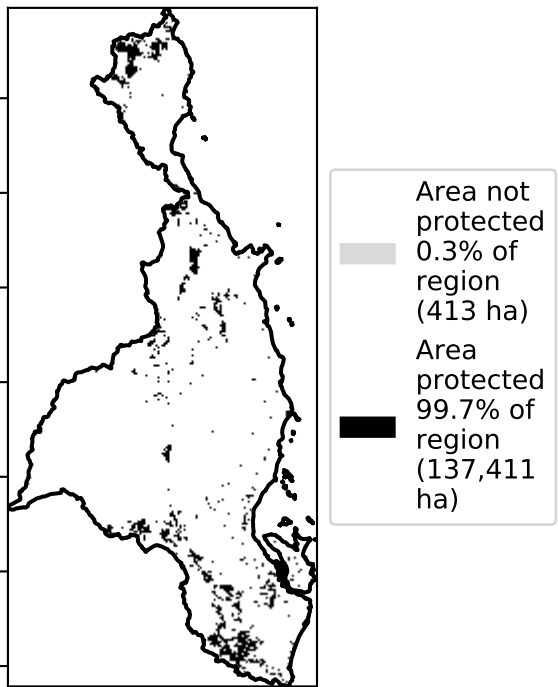 Area not
protected
0.3% of
region
(413 ha)
Area
protected
99.7% of
region
(137,411
ha)